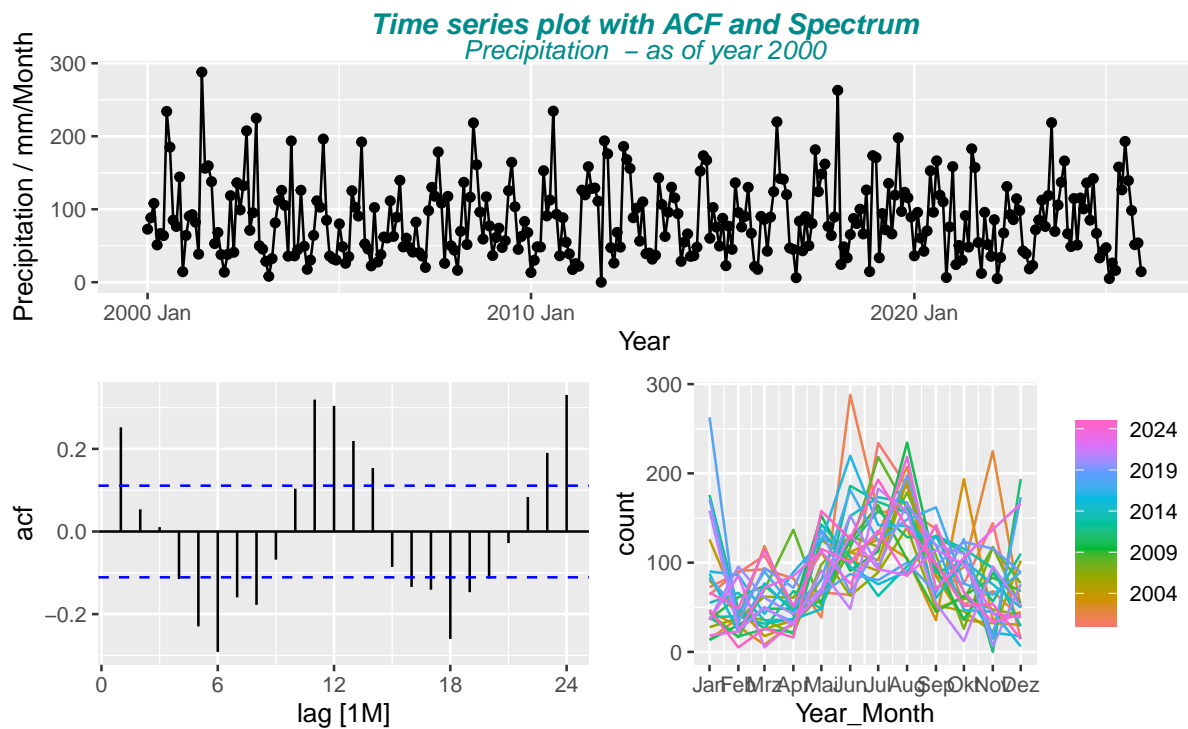 Time series plot with ACF and Spectrum
Precipitation – as of year 2000
Precipitation / mm/Month
300
200
100
0
2000 Jan
2010 Jan
2020 Jan
Year
acf
0.2
0.0
−0.2
0
6
12
18
24
lag [1M]
count
300
200
100
0
Jan
Feb
Mrz
Apr
Mai
Jun
Jul
Aug
Sep
Okt
Nov
Dez
Year_Month
2024
2019
2014
2009
2004